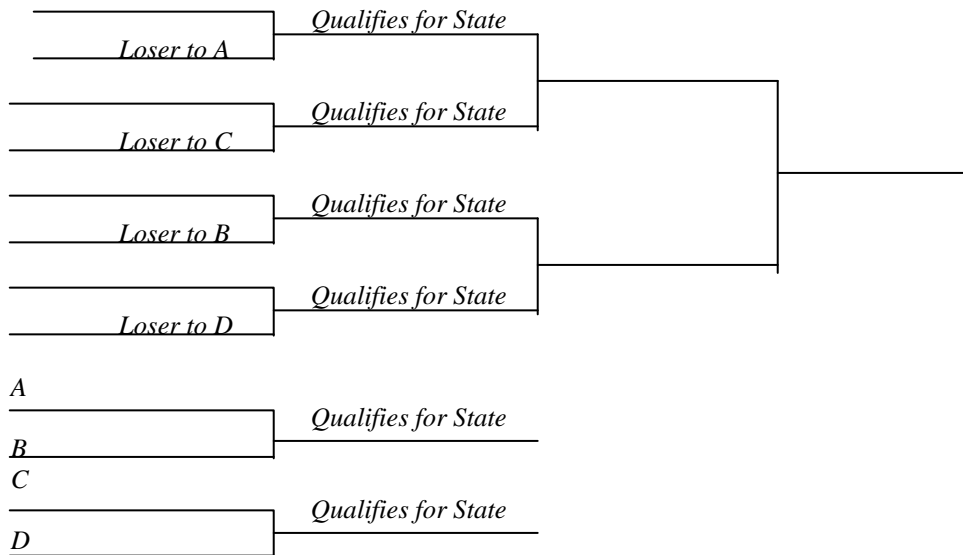 Qualifies for State
Loser to A
Qualifies for State
Loser to C
Qualifies for State
Loser to B
Qualifies for State
Loser to D
A
Qualifies for State
B
C
Qualifies for State
D